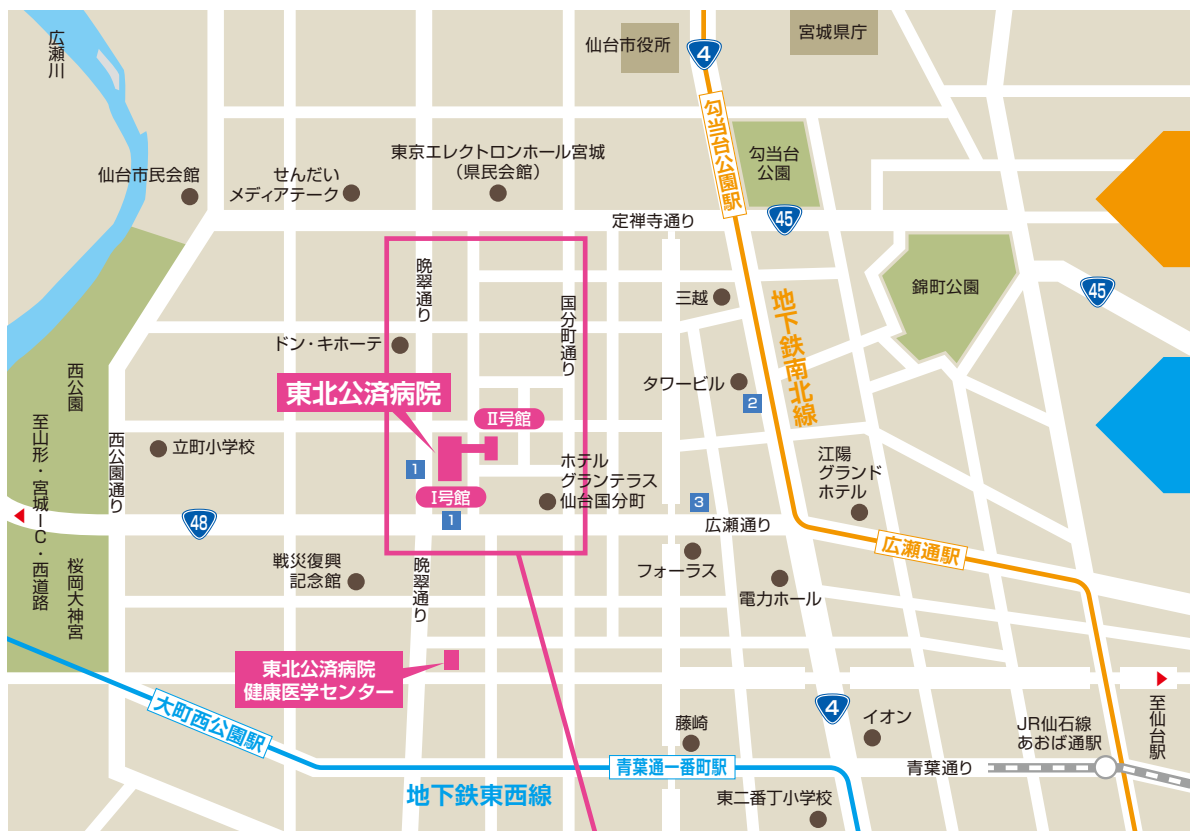 広瀬川
仙台市役所
宮城県庁
4
勾当台公園駅
仙台市民会館
せんだい
メディアテーク
東京エレクトロンホール宮城
(県民会館)
勾当台
公園
定禅寺通り
45
晩翠通り
国分町通り
三越
地下鉄南北線
錦町公園
45
ドン・キホーテ
西公園
東北公済病院
タワービル
2
Ⅱ号館
至山形・宮城IC・西道路
西公園通り
立町小学校
1
Ⅰ号館
1
ホテル
グランテラス
仙台国分町
3
江陽
グランド
ホテル
48
広瀬通り
広瀬通駅
桜岡大神宮
戦災復興
記念館
晩翠通り
フォーラス
電力ホール
東北公済病院
健康医学センター
大町西公園駅
4
至仙台駅
藤崎
イオン
JR仙石線
あおば通駅
青葉通一番町駅
青葉通り
地下鉄東西線
東二番丁小学校